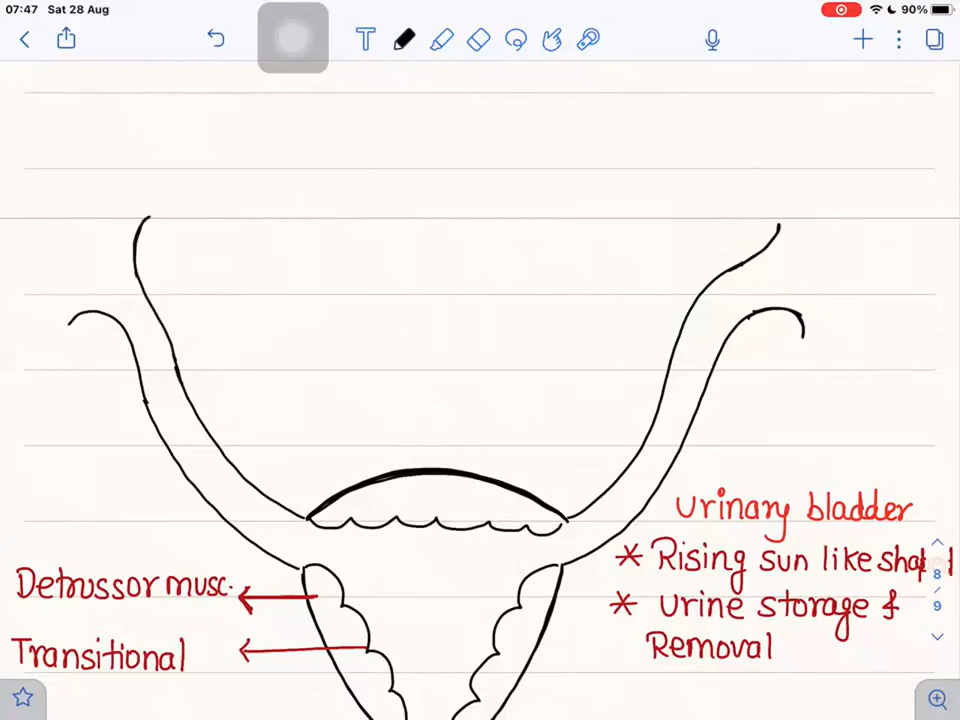 07:47 Sat 28 Aug
90%
T
urinary bladder
* Rising sun like shap
* urine storage &
Removal
Detrussor musc.
Transitional
8
/
9